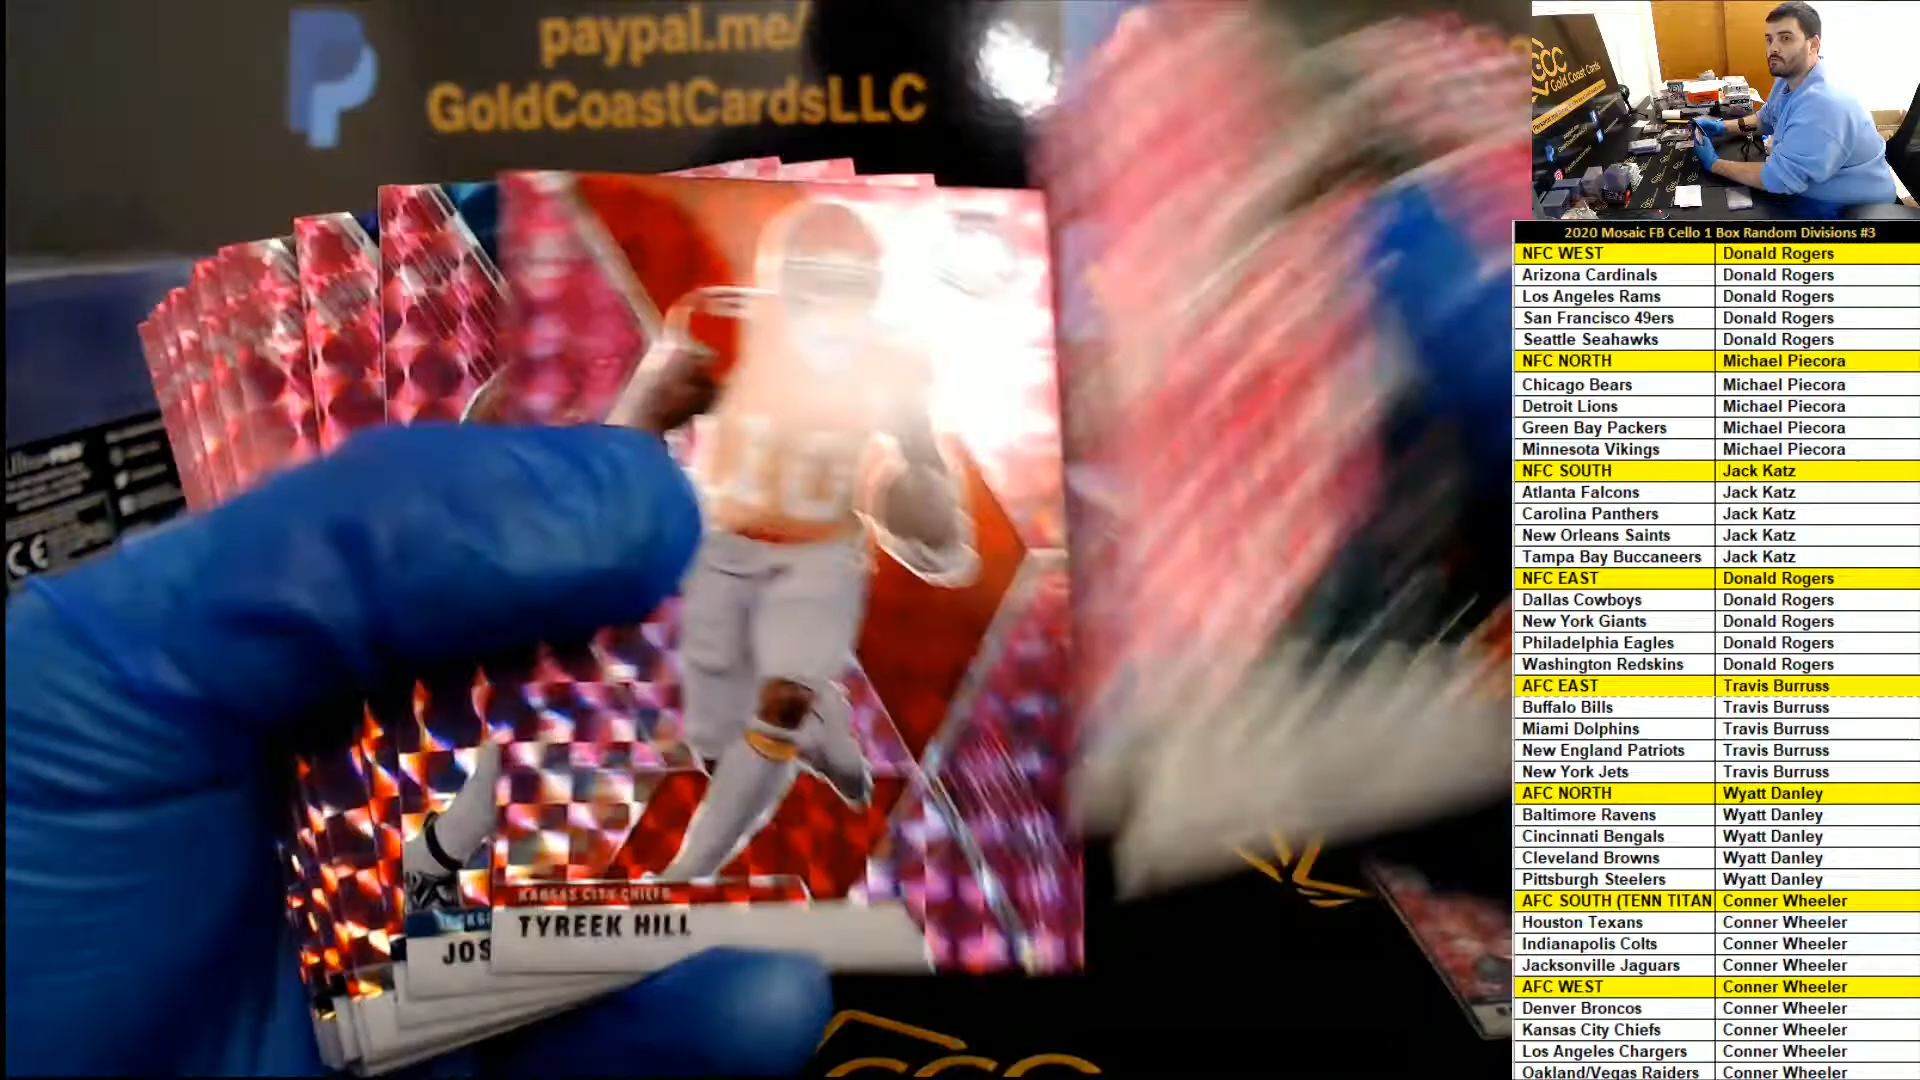 paypal.me/
GoldCoastCardsLLC
GCC
Gold Coast Cards
KANSAS CITY CHIEFS
TYREEK HILL
JOS
CE
2020 Mosaic FB Cello 1 Box Random Divisions #3
NFC WEST Donald Rogers
Arizona Cardinals Donald Rogers
Los Angeles Rams Donald Rogers
San Francisco 49ers Donald Rogers
Seattle Seahawks Donald Rogers
NFC NORTH Michael Piecora
Chicago Bears Michael Piecora
Detroit Lions Michael Piecora
Green Bay Packers Michael Piecora
Minnesota Vikings Michael Piecora
NFC SOUTH Jack Katz
Atlanta Falcons Jack Katz
Carolina Panthers Jack Katz
New Orleans Saints Jack Katz
Tampa Bay Buccaneers Jack Katz
NFC EAST Donald Rogers
Dallas Cowboys Donald Rogers
New York Giants Donald Rogers
Philadelphia Eagles Donald Rogers
Washington Redskins Donald Rogers
AFC EAST Travis Burruss
Buffalo Bills Travis Burruss
Miami Dolphins Travis Burruss
New England Patriots Travis Burruss
New York Jets Travis Burruss
AFC NORTH Wyatt Danley
Baltimore Ravens Wyatt Danley
Cincinnati Bengals Wyatt Danley
Cleveland Browns Wyatt Danley
Pittsburgh Steelers Wyatt Danley
AFC SOUTH (TENN TITAN Conner Wheeler
Houston Texans Conner Wheeler
Indianapolis Colts Conner Wheeler
Jacksonville Jaguars Conner Wheeler
AFC WEST Conner Wheeler
Denver Broncos Conner Wheeler
Kansas City Chiefs Conner Wheeler
Los Angeles Chargers Conner Wheeler
Oakland/Vegas Raiders Conner Wheeler